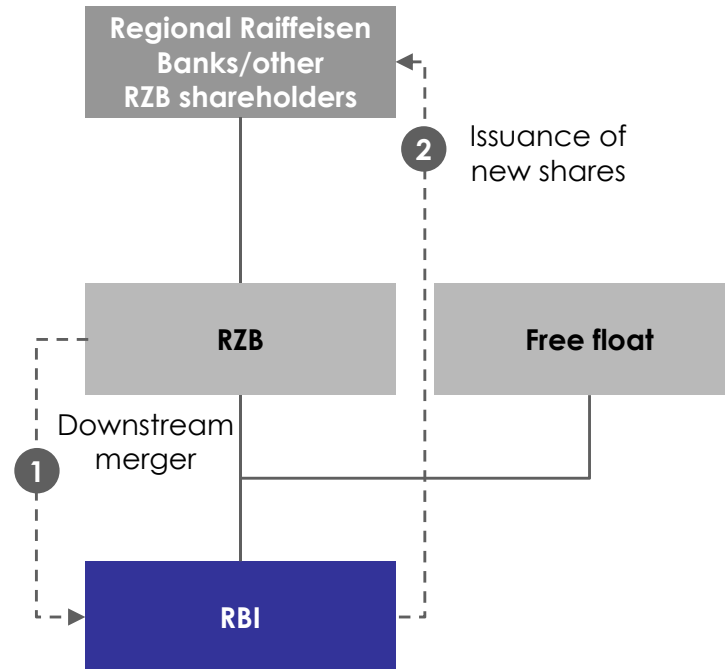 Regional Raiffeisen
Banks/other
RZB shareholders
2
Issuance of
new shares
RZB
Free float
Downstream
merger
1
RBI